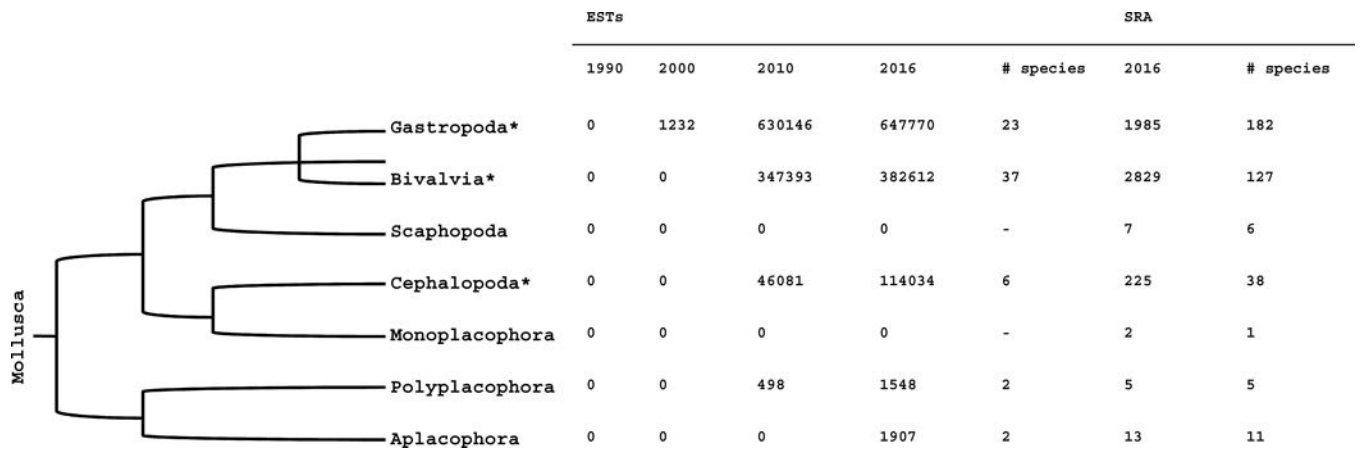 ESTs SRA
1990 2000 2010 2016 # species 2016 # species
Gastropoda* 0 1232 630146 647770 23 1985 182
Bivalvia* 0 0 347393 382612 37 2829 127
Scaphopoda 0 0 0 0 - 7 6
Cephalopoda* 0 0 46081 114034 6 225 38
Monoplacophora 0 0 0 0 - 2 1
Polyplacophora 0 0 498 1548 2 5 5
Aplacophora 0 0 0 1907 2 13 11
Mollusca